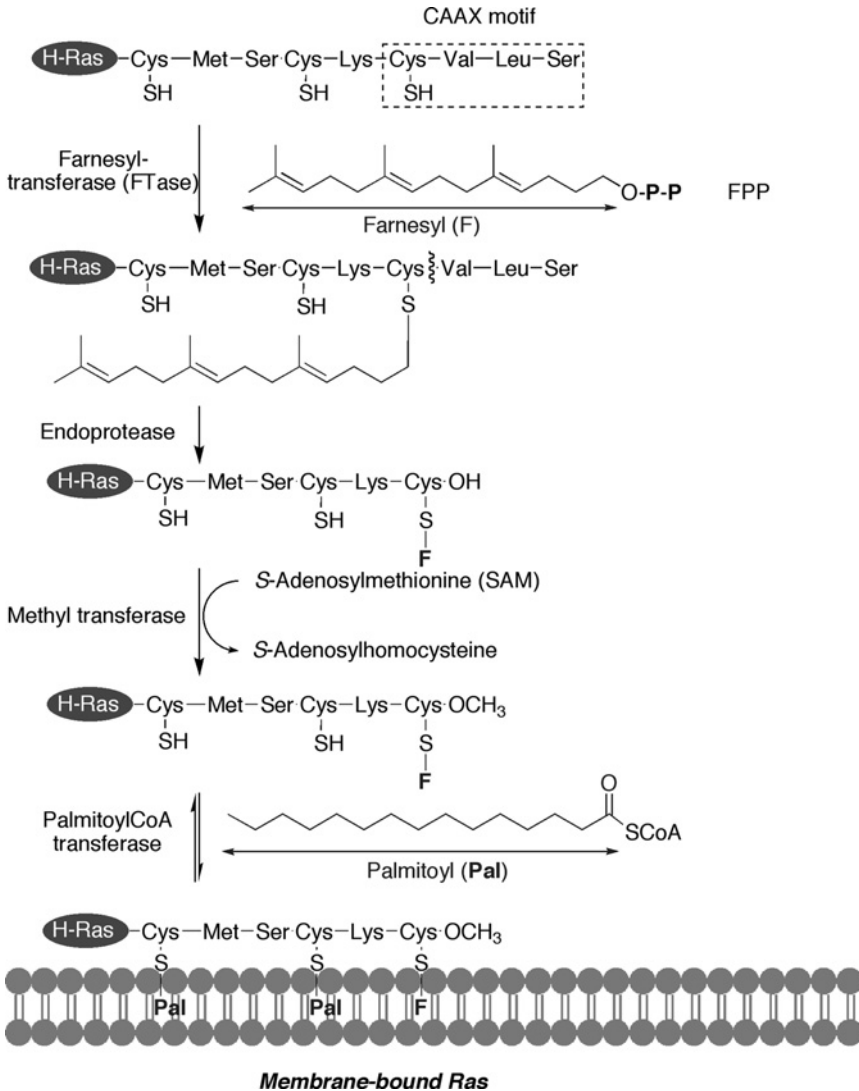 CAAX motif
H-Ras Cys—Met—Ser·Cys—Lys—Cys—Val—Leu—Ser
SH SH SH
Farnesyl-
transferase (FTase)
O-P-P FPP
Farnesyl (F)
H-Ras Cys—Met—Ser·Cys—Lys—Cys Val—Leu—Ser
SH SH S
Endoprotease
H-Ras Cys—Met—Ser·Cys—Lys—Cys·OH
SH SH S
F
S-Adenosylmethionine (SAM)
Methyl transferase
S-Adenosylhomocysteine
H-Ras Cys—Met—Ser·Cys—Lys—Cys·OCH3
SH SH S
F
O
PalmitoylCoA
transferase
SCoA
Palmitoyl (Pal)
H-Ras Cys—Met—Ser·Cys—Lys—Cys·OCH3
S S S
Pal Pal F
Membrane-bound Ras